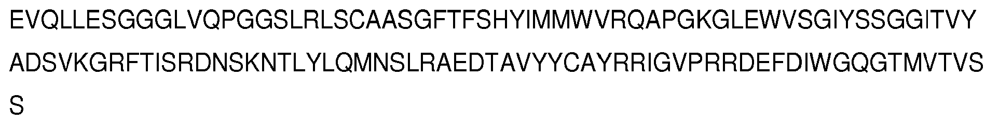 EVQLLESGGGLVQPGGSLRLSCAASGFTFSHYIMMWVRQAPGKGLEWVSGIYSSGGITVY
ADSVKGRFTISRDNSKNTLYLQMNSLRAEDTAVYYCAYRRIGVPRRDEFDIWGQGTMVTVS
S